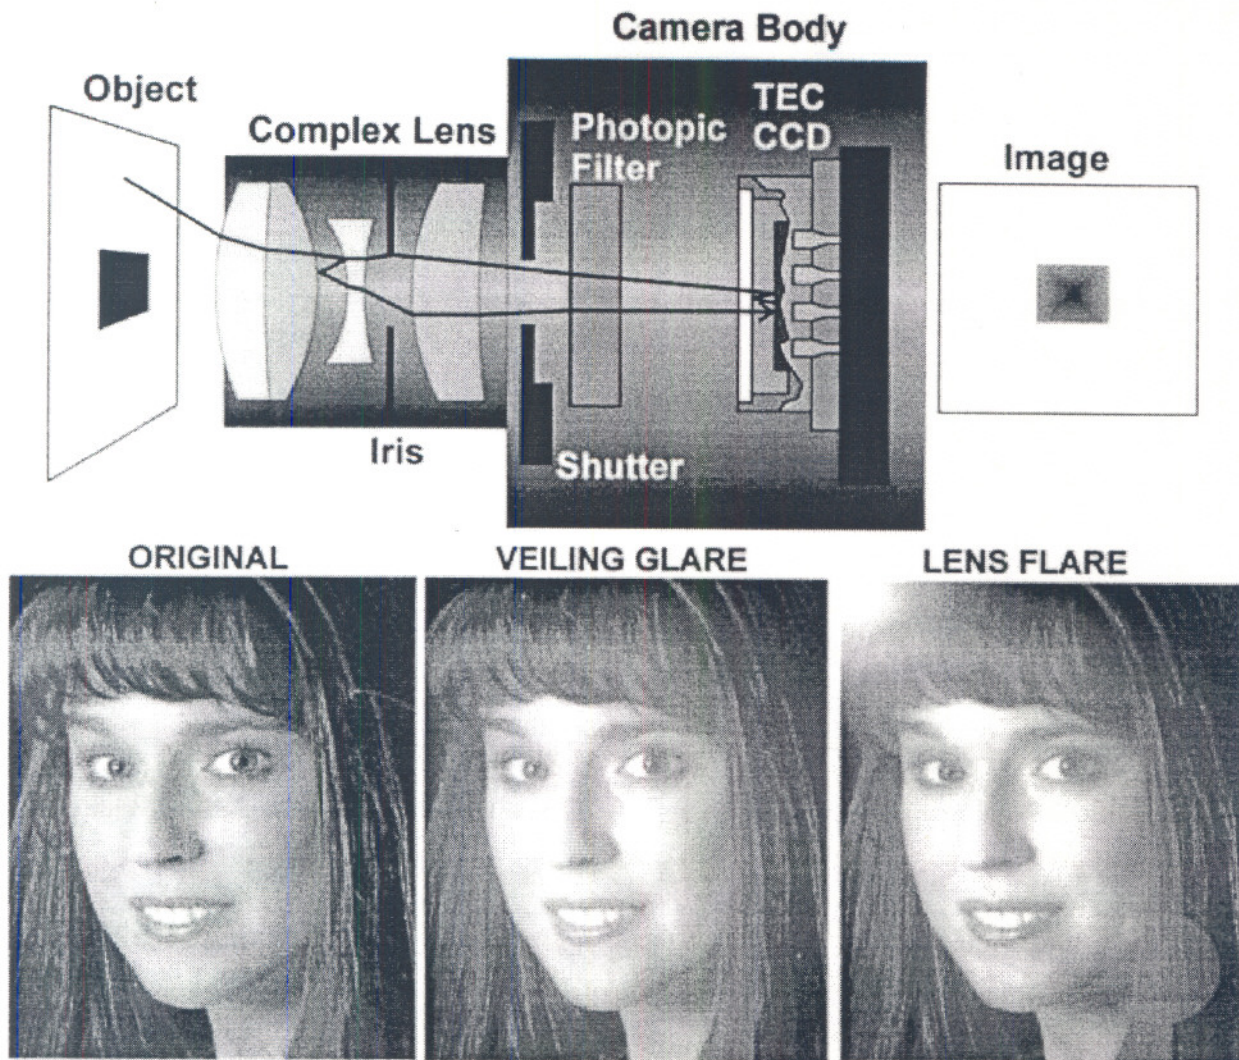 Camera Body
Object
Complex Lens
Photopic
Filter
TEC
CCD
Image
Iris
Shutter
ORIGINAL
VEILING GLARE
LENS FLARE